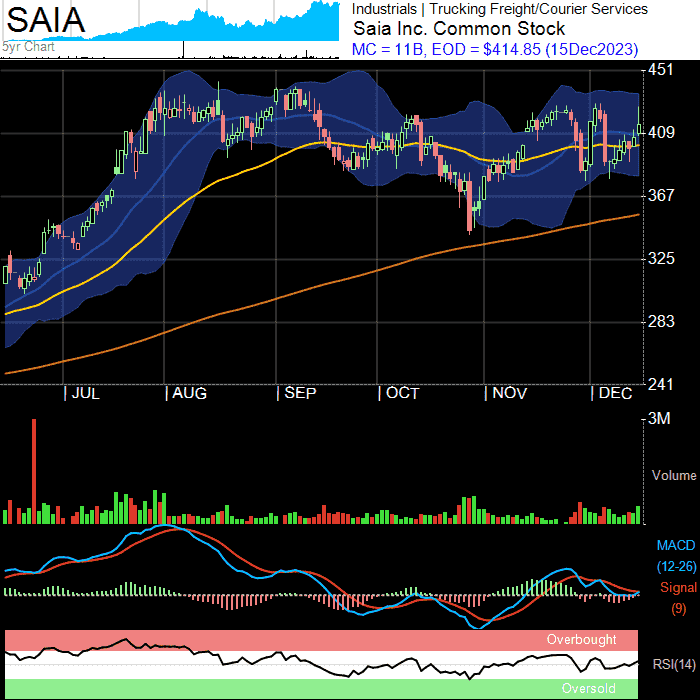 SAIA
5yr Chart
Industrials | Trucking Freight/Courier Services
Saia Inc. Common Stock
MC = 11B, EOD = $414.85 (15Dec2023)
451
409
367
325
283
241
| JUL | AUG | SEP | OCT | NOV | DEC
3M
Volume
MACD
(12-26)
Signal
(9)
Overbought
RSI(14)
Oversold